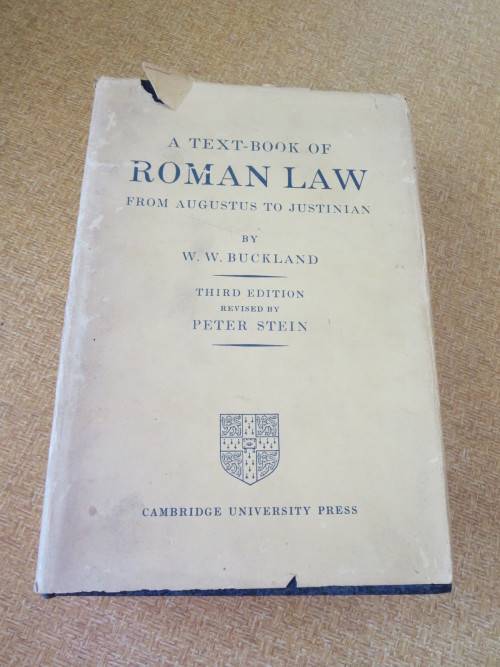 A TEXT-BOOK OF
ROMAN LAW
FROM AUGUSTUS TO JUSTINIAN
BY
W. W. BUCKLAND
THIRD EDITION
REVISED BY
PETER STEIN
CAMBRIDGE UNIVERSITY PRESS